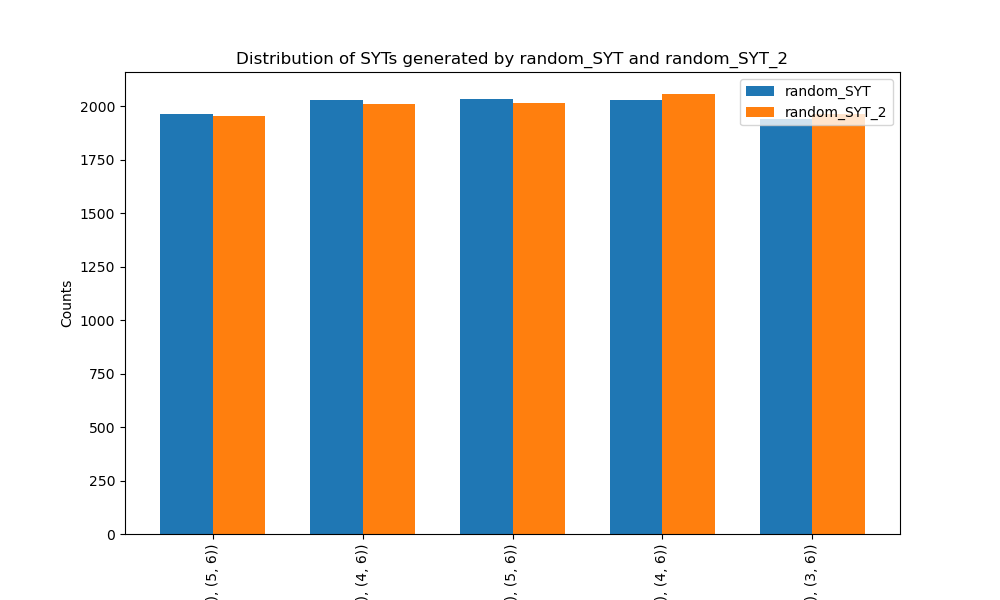 Distribution of SYTs generated by random_SYT and random_SYT_2
random_SYT
random_SYT_2
2000
1750
1500
1250
1000
750
500
250
0
Counts
), (5, 6))
), (4, 6))
), (5, 6))
), (4, 6))
), (3, 6))